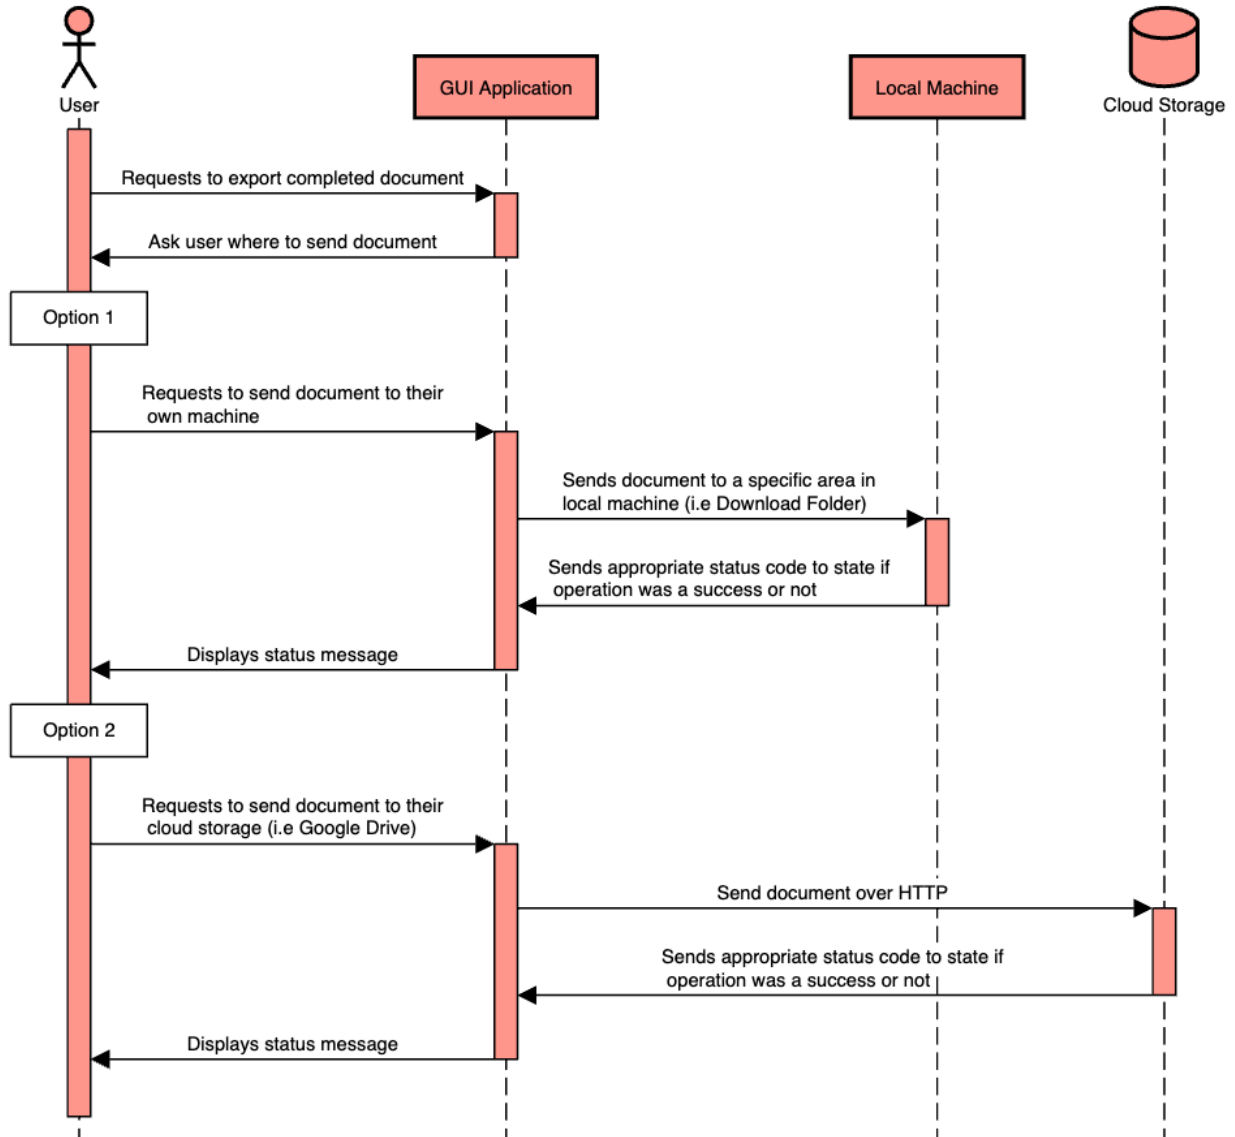 User
GUI Application
Local Machine
Cloud Storage
Requests to export completed document
Ask user where to send document
Option 1
Requests to send document to their
own machine
Sends document to a specific area in
local machine (i.e Download Folder)
Sends appropriate status code to state if
operation was a success or not
Displays status message
Option 2
Requests to send document to their
cloud storage (i.e Google Drive)
Send document over HTTP
Sends appropriate status code to state if
operation was a success or not
Displays status message